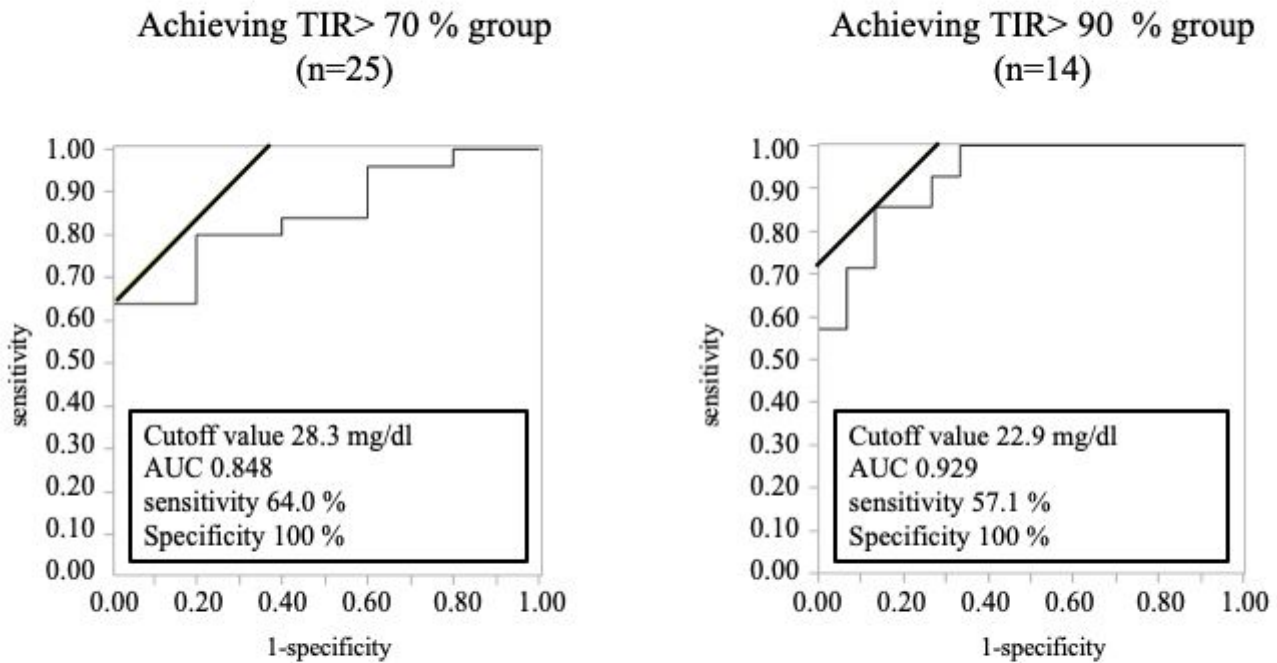 Achieving TIR> 70 % group
(n=25)
1.00
0.90
0.80
0.70
0.60
0.50
0.40
0.30
0.20
0.10
0.00
sensitivity
Cutoff value 28.3 mg/dl
AUC 0.848
sensitivity 64.0 %
Specificity 100 %
0.00 0.20 0.40 0.60 0.80 1.00
1-specificity
Achieving TIR> 90 % group
(n=14)
1.00
0.90
0.80
0.70
0.60
0.50
0.40
0.30
0.20
0.10
0.00
sensitivity
Cutoff value 22.9 mg/dl
AUC 0.929
sensitivity 57.1 %
Specificity 100 %
0.00 0.20 0.40 0.60 0.80 1.00
1-specificity